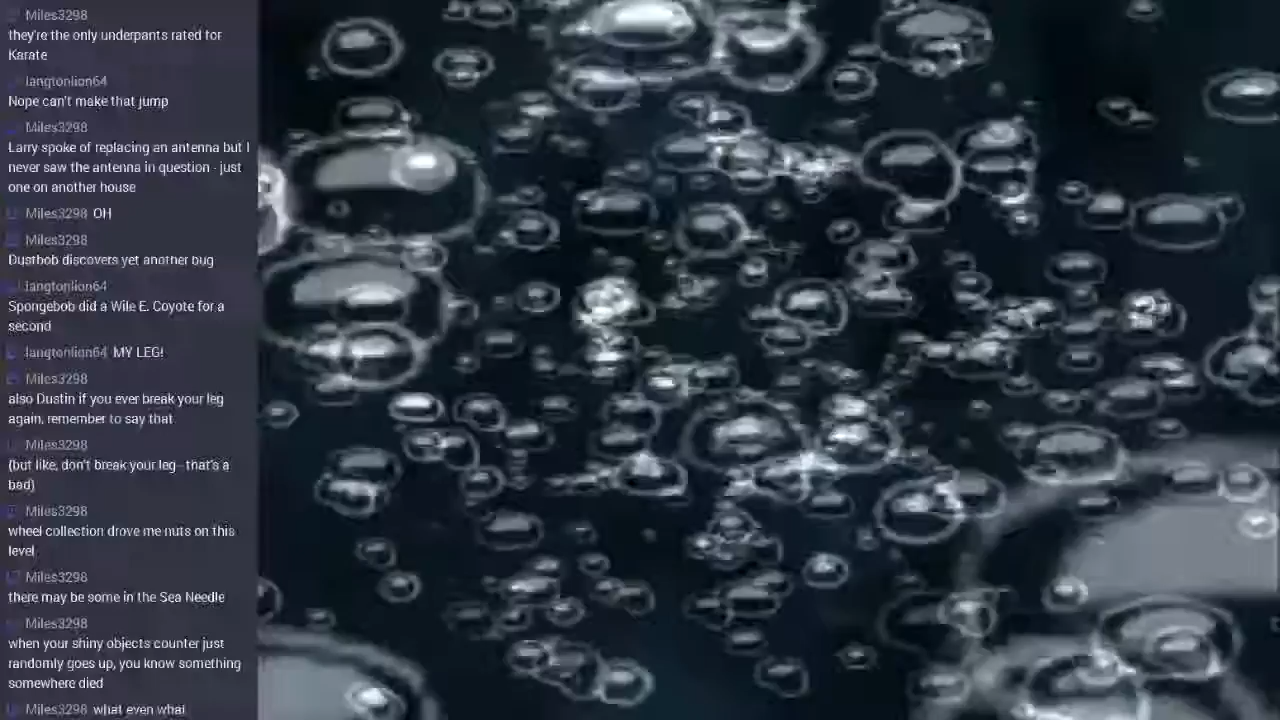 Miles3298
they're the only underpants rated for
Karate
langtonlion64
Nope can't make that jump
Miles3298
Larry spoke of replacing an antenna but I
never saw the antenna in question - just
one on another house
Miles3298 OH
Miles3298
Dustbob discovers yet another bug
langtonlion64
Spongebob did a Wile E. Coyote for a
second
langtonlion64 MY LEG!
Miles3298
also Dustin if you ever break your leg
again, remember to say that
Miles3298
(but like, don't break your leg--that's a
bad)
Miles3298
wheel collection drove me nuts on this
level
Miles3298
there may be some in the Sea Needle
Miles3298
when your shiny objects counter just
randomly goes up, you know something
somewhere died
Miles3298 what even what